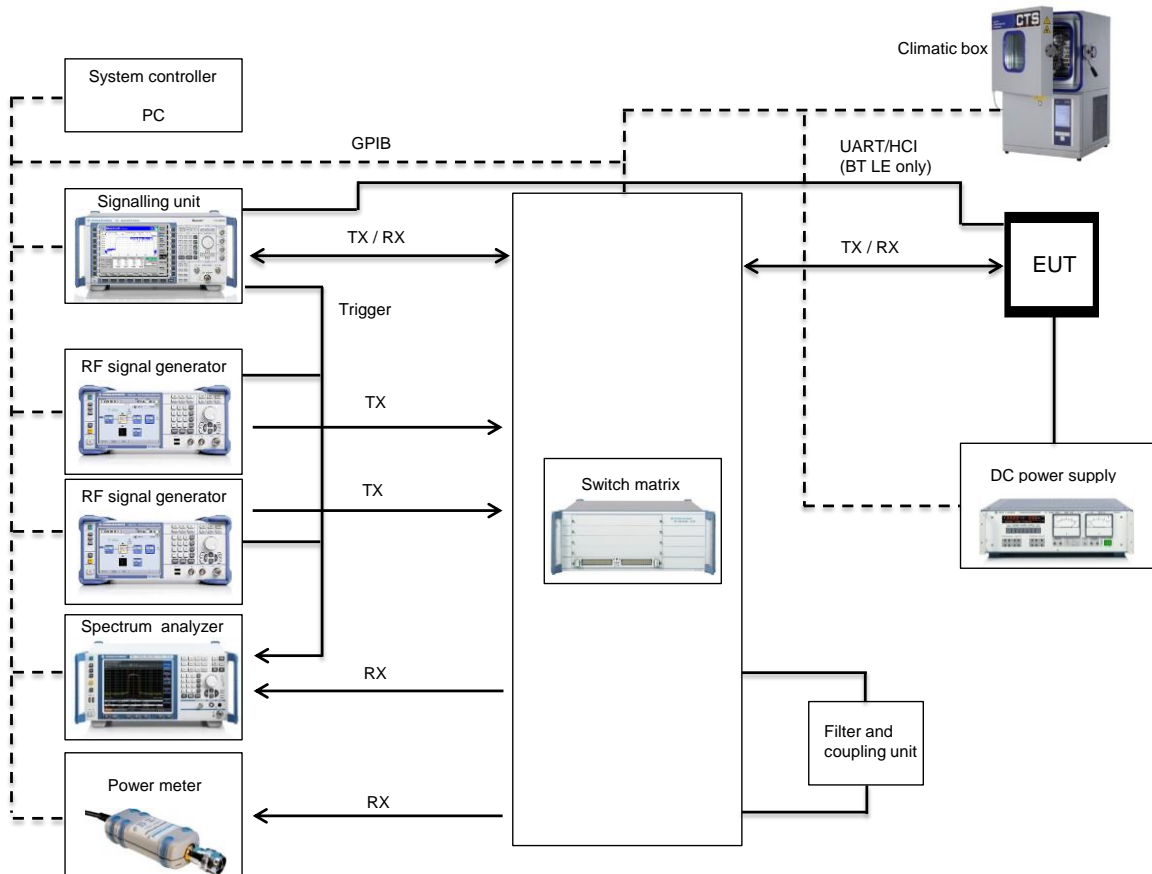 CTS
Climatic box
System controller
PC
GPIB
UART/HCI
(BT LE only)
Signalling unit
TX / RX
TX / RX
EUT
Trigger
RF signal generator
TX
RF signal generator
TX
Switch matrix
DC power supply
Spectrum analyzer
RX
Filter and
coupling unit
Power meter
RX